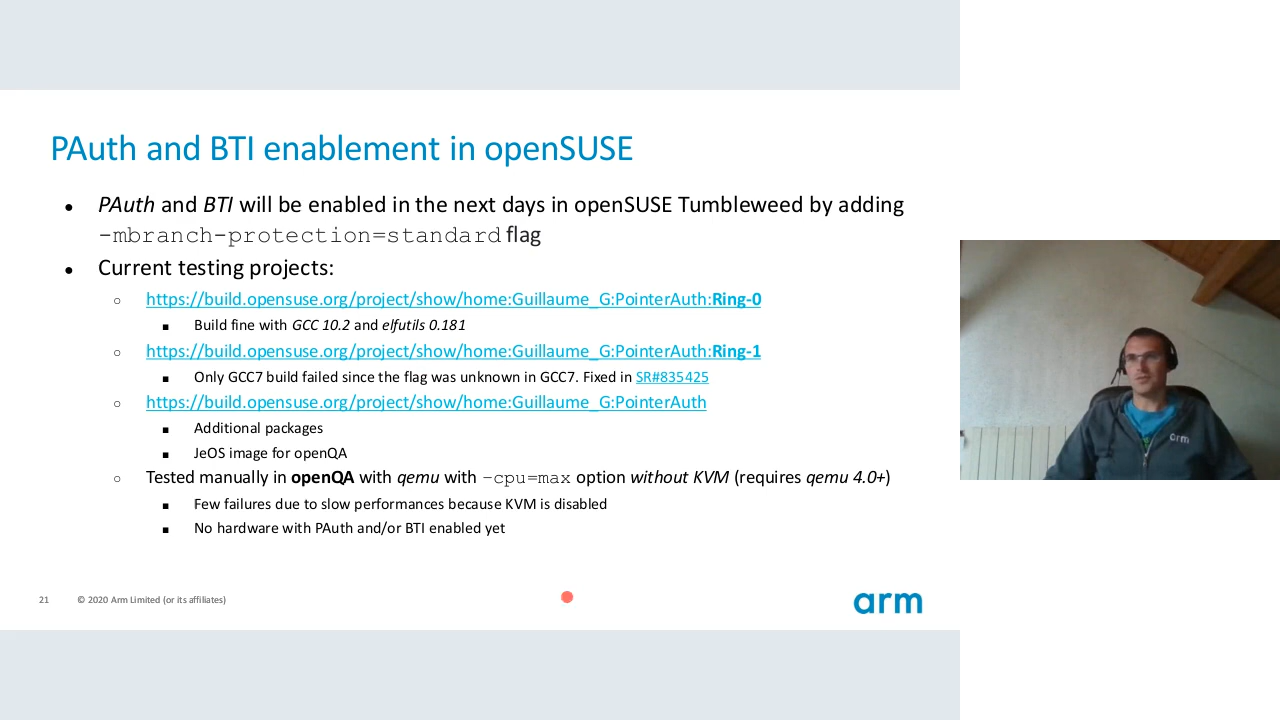 PAuth and BTI enablement in openSUSE
● PAuth and BTI will be enabled in the next days in openSUSE Tumbleweed by adding
-mbranch-protection=standard flag
● Current testing projects:
○ https://build.opensuse.org/project/show/home:Guillaume_G:PointerAuth:Ring-0
■ Build fine with GCC 10.2 and elfutils 0.181
○ https://build.opensuse.org/project/show/home:Guillaume_G:PointerAuth:Ring-1
■ Only GCC7 build failed since the flag was unknown in GCC7. Fixed in SR#835425
○ https://build.opensuse.org/project/show/home:Guillaume_G:PointerAuth
■ Additional packages
■ JeOS image for openQA
○ Tested manually in openQA with qemu with -cpu=max option without KVM (requires qemu 4.0+)
■ Few failures due to slow performances because KVM is disabled
■ No hardware with PAuth and/or BTI enabled yet
21 © 2020 Arm Limited (or its affiliates)
arm
arm